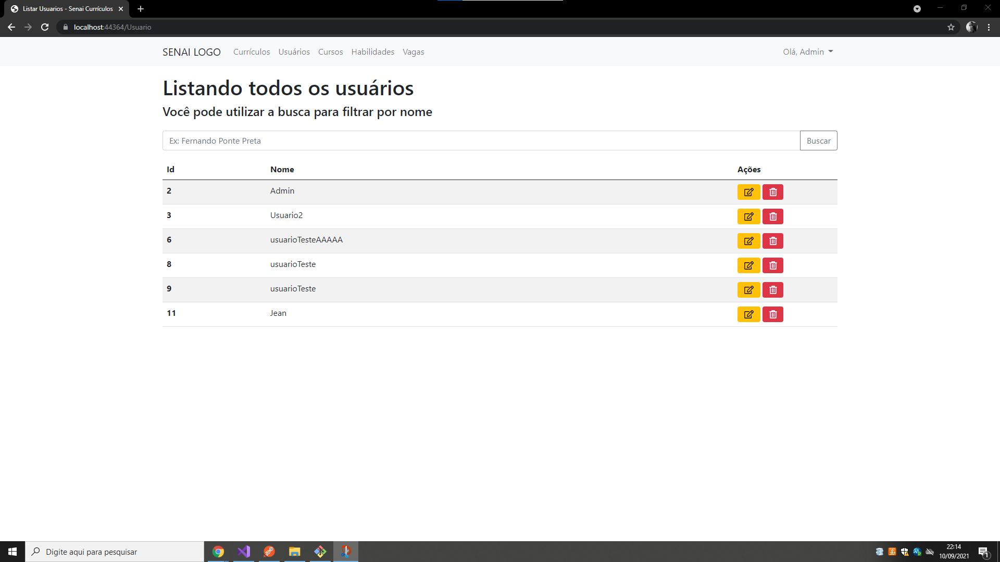 Listar Usuarios - Senai Currículos
localhost:44364/Usuario
SENAI LOGO Currículos Usuários Cursos Habilidades Vagas Olá, Admin
Listando todos os usuários
Você pode utilizar a busca para filtrar por nome
Ex: Fernando Ponte Preta Buscar
Id Nome Ações
2 Admin
3 Usuario2
6 usuarioTesteAAAAA
8 usuarioTeste
9 usuarioTeste
11 Jean
Digite aqui para pesquisar
22:14
10/09/2021
1